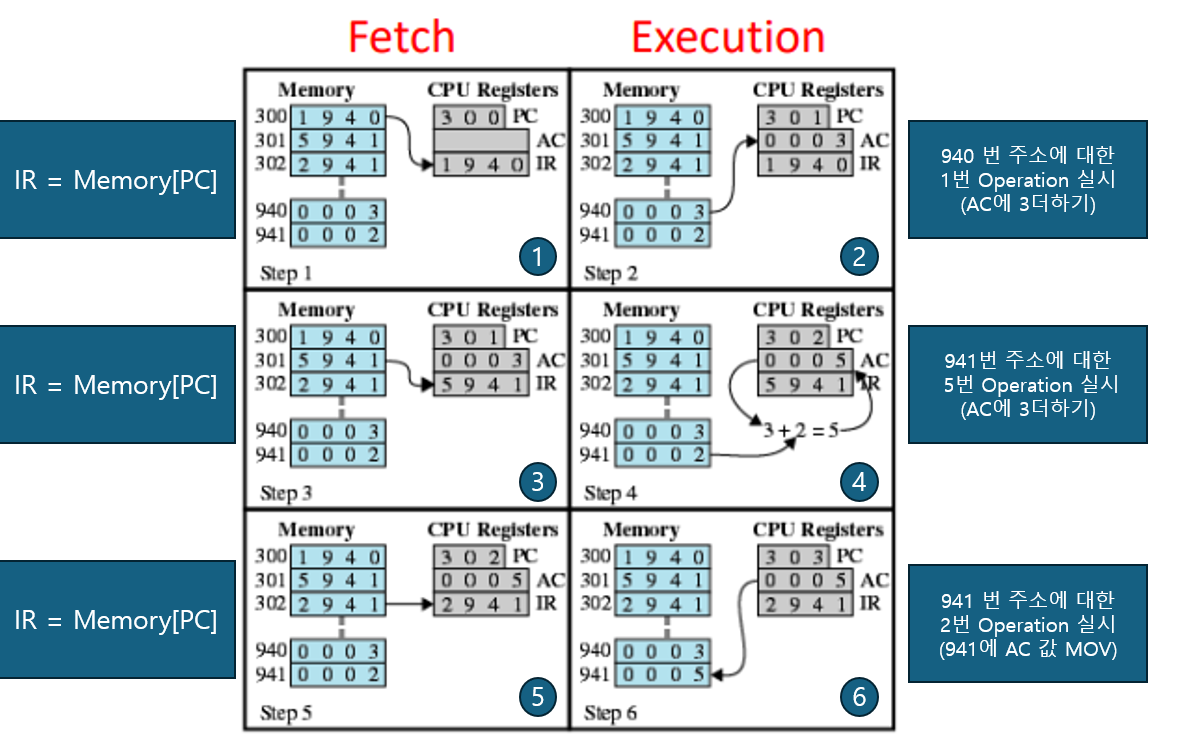 Fetch Execution
IR = Memory[PC]
Memory CPU Registers
300 1 9 4 0 3 0 0 PC
301 5 9 4 1 AC
302 2 9 4 1 1 9 4 0 IR
940 0 0 0 3
941 0 0 0 2
Step 1 1
Memory CPU Registers
300 1 9 4 0 3 0 1 PC
301 5 9 4 1 0 0 0 3 AC
302 2 9 4 1 1 9 4 0 IR
940 0 0 0 3
941 0 0 0 2
Step 2 2
940 번 주소에 대한
1번 Operation 실시
(AC에 3더하기)
IR = Memory[PC]
Memory CPU Registers
300 1 9 4 0 3 0 1 PC
301 5 9 4 1 0 0 0 3 AC
302 2 9 4 1 5 9 4 1 IR
940 0 0 0 3
941 0 0 0 2
Step 3 3
Memory CPU Registers
300 1 9 4 0 3 0 2 PC
301 5 9 4 1 0 0 0 5 AC
302 2 9 4 1 5 9 4 1 IR
940 0 0 0 3 3 + 2 = 5
941 0 0 0 2
Step 4 4
941번 주소에 대한
5번 Operation 실시
(AC에 3더하기)
IR = Memory[PC]
Memory CPU Registers
300 1 9 4 0 3 0 2 PC
301 5 9 4 1 0 0 0 5 AC
302 2 9 4 1 2 9 4 1 IR
940 0 0 0 3
941 0 0 0 2
Step 5 5
Memory CPU Registers
300 1 9 4 0 3 0 3 PC
301 5 9 4 1 0 0 0 5 AC
302 2 9 4 1 2 9 4 1 IR
940 0 0 0 3
941 0 0 0 5
Step 6 6
941 번 주소에 대한
2번 Operation 실시
(941에 AC 값 MOV)